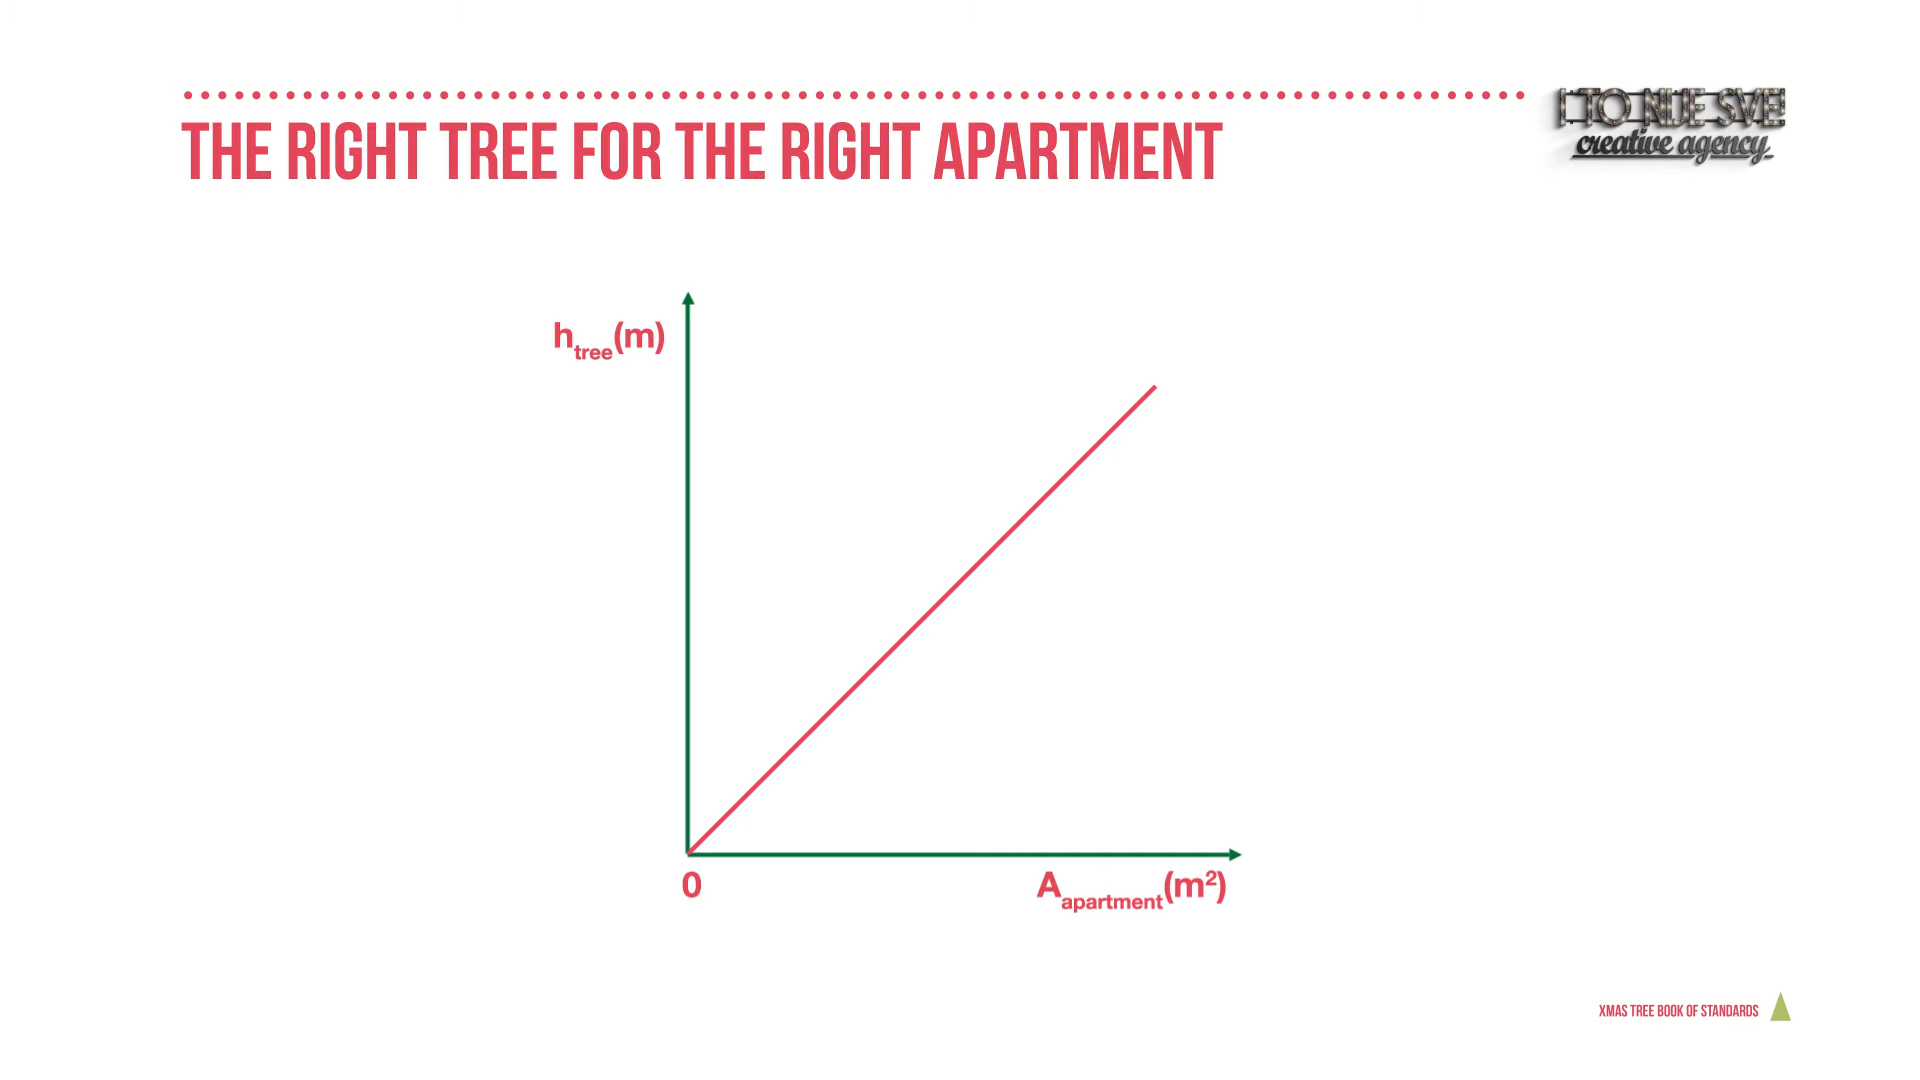 THE RIGHT TREE FOR THE RIGHT APARTMENT
I TO NIJE SVE!
creative agency
htree(m)
0
Aapartment(m²)
XMAS TREE BOOK OF STANDARDS